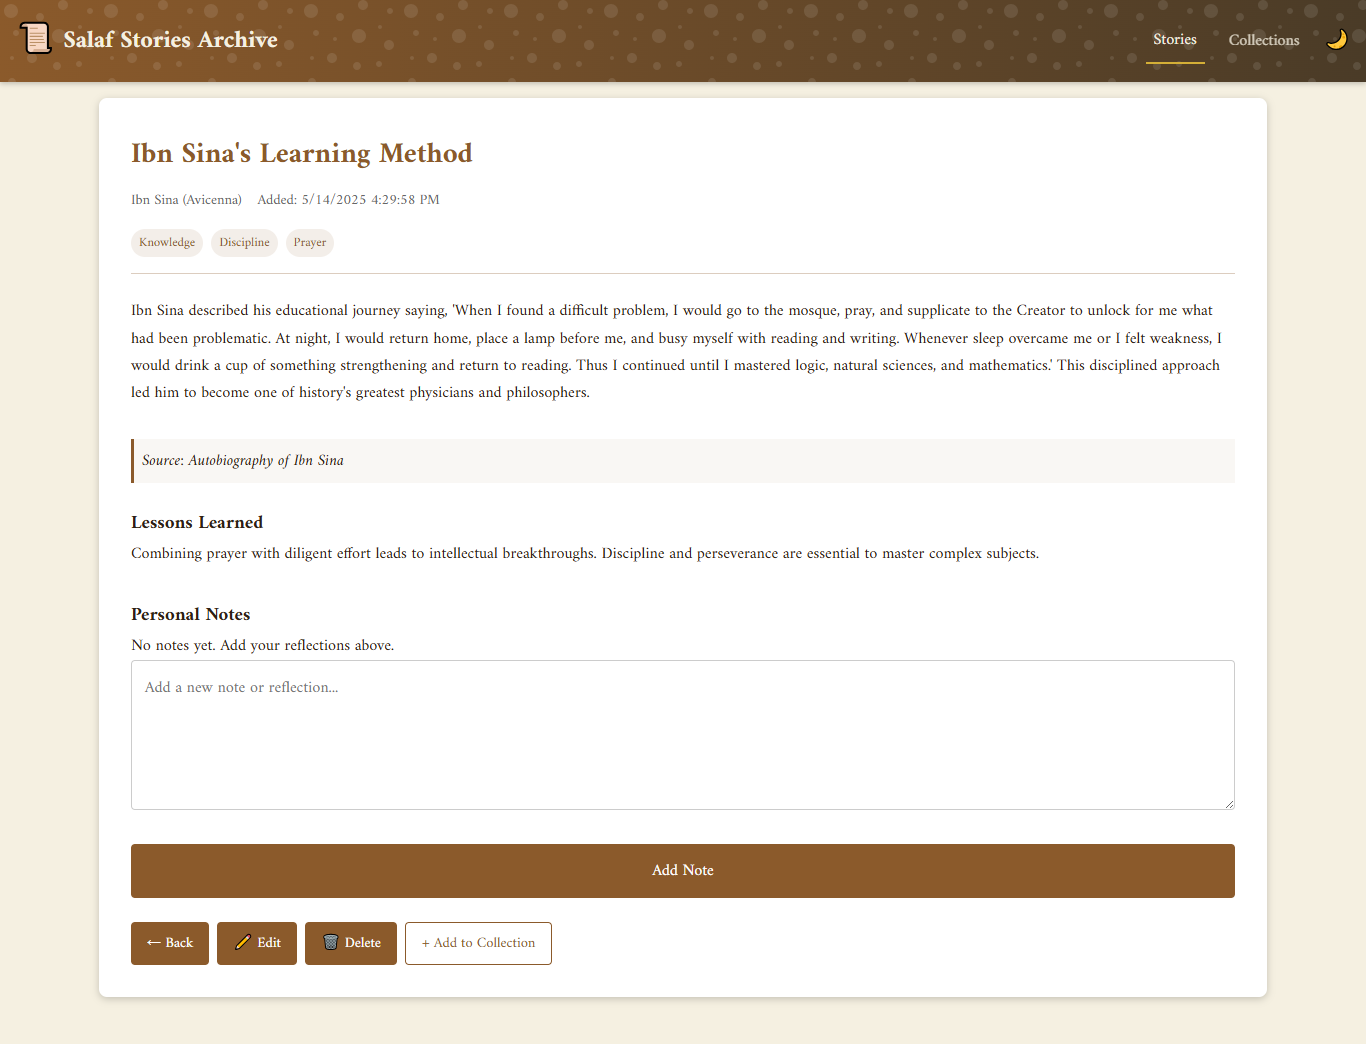 Salaf Stories Archive
Stories
Collections
Ibn Sina's Learning Method
Ibn Sina (Avicenna) Added: 5/14/2025 4:29:58 PM
Knowledge Discipline Prayer
Ibn Sina described his educational journey saying, 'When I found a difficult problem, I would go to the mosque, pray, and supplicate to the Creator to unlock for me what
had been problematic. At night, I would return home, place a lamp before me, and busy myself with reading and writing. Whenever sleep overcame me or I felt weakness, I
would drink a cup of something strengthening and return to reading. Thus I continued until I mastered logic, natural sciences, and mathematics.' This disciplined approach
led him to become one of history's greatest physicians and philosophers.
Source: Autobiography of Ibn Sina
Lessons Learned
Combining prayer with diligent effort leads to intellectual breakthroughs. Discipline and perseverance are essential to master complex subjects.
Personal Notes
No notes yet. Add your reflections above.
Add a new note or reflection...
Add Note
← Back
Edit
Delete
+ Add to Collection